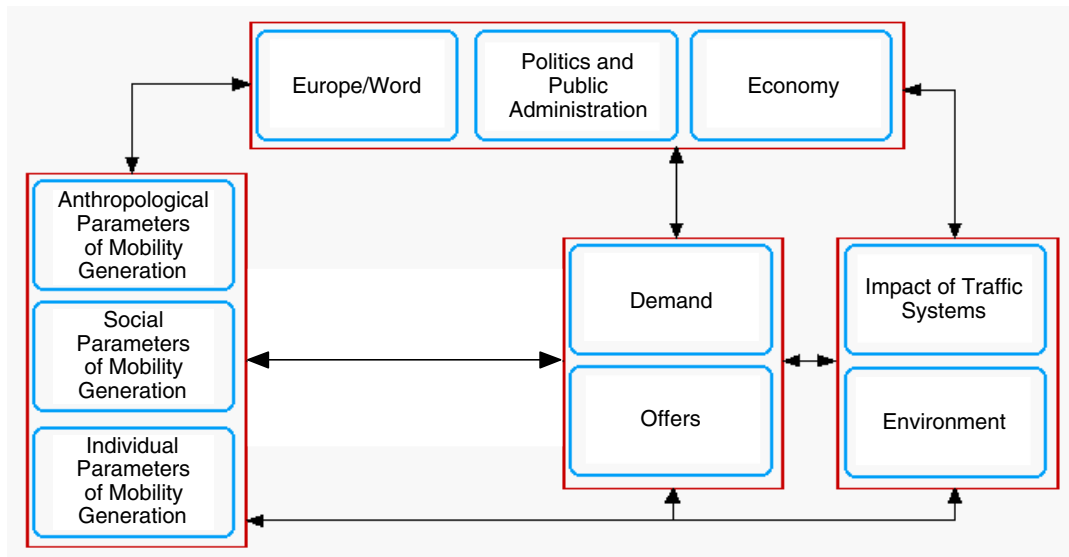 Europe/Word
Politics and
Public
Administration
Economy
Anthropological
Parameters
of Mobility
Generation
Social
Parameters
of Mobility
Generation
Individual
Parameters
of Mobility
Generation
Demand
Offers
Impact of Traffic
Systems
Environment